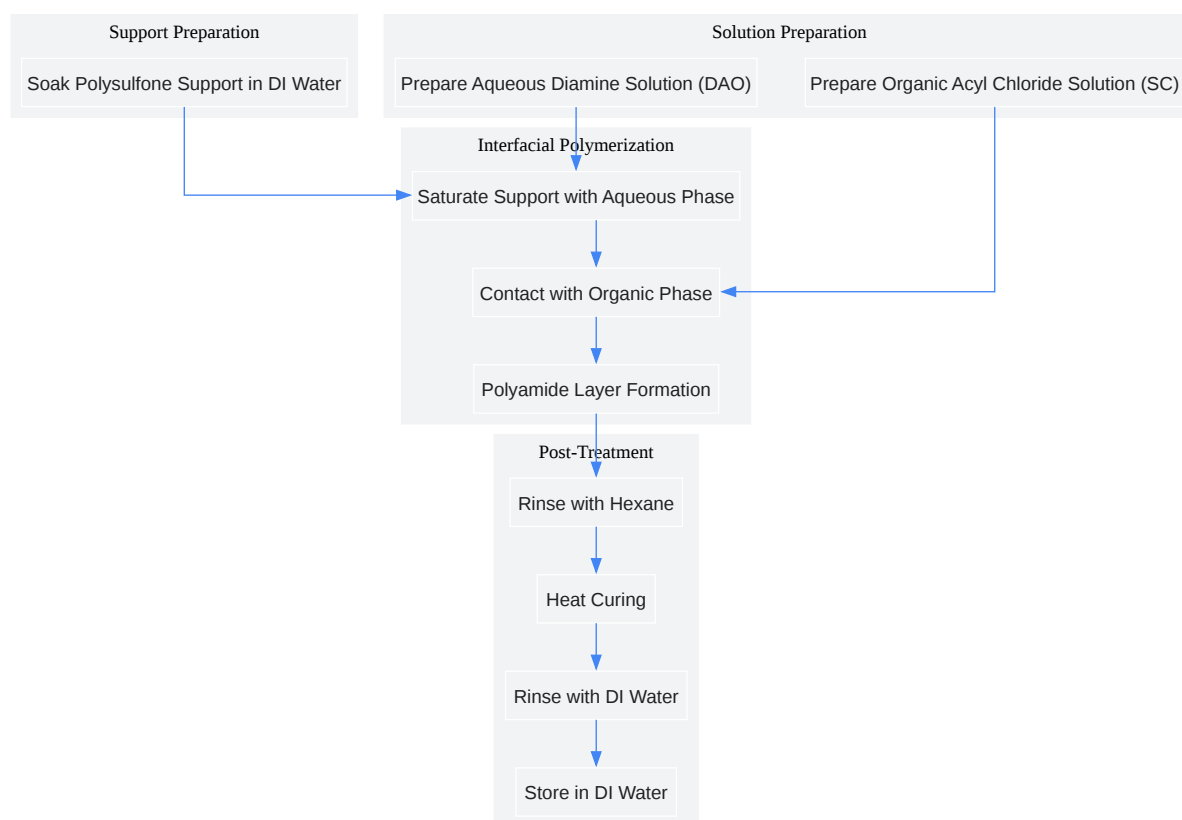 Support Preparation
Solution Preparation
Soak Polysulfone Support in DI Water
Prepare Aqueous Diamine Solution (DAO)
Prepare Organic Acyl Chloride Solution (SC)
Interfacial Polymerization
Saturate Support with Aqueous Phase
Contact with Organic Phase
Polyamide Layer Formation
Post-Treatment
Rinse with Hexane
Heat Curing
Rinse with DI Water
Store in DI Water